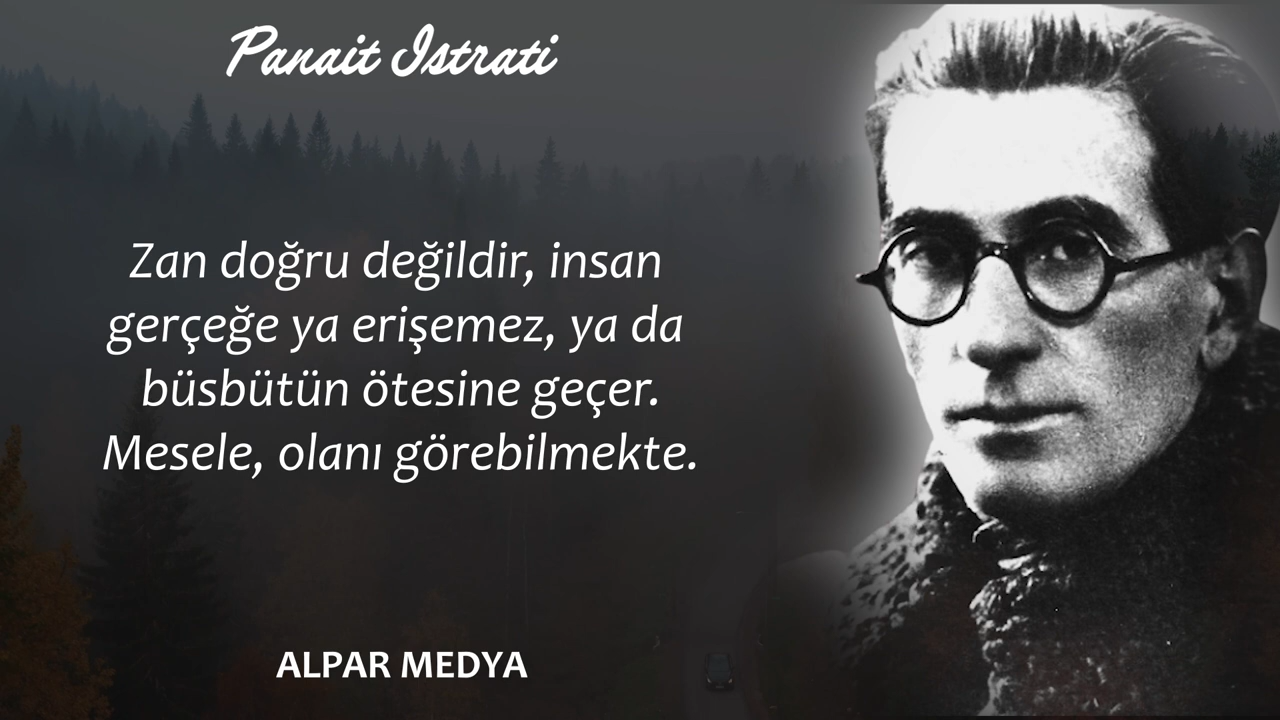 Panait Istrati
Zan doğru değildir, insan
gerçeğe ya erişemez, ya da
büsbütün ötesine geçer.
Mesele, olanı görebilmekte.
ALPAR MEDYA